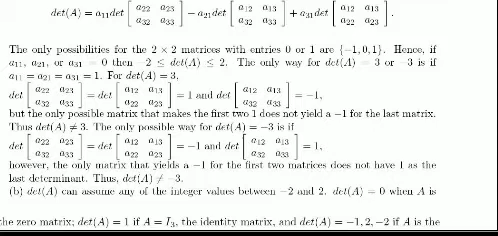 det(A) = a₁₁det [ a₂₂ a₂₃ ; a₃₂ a₃₃ ] − a₂₁det [ a₁₂ a₁₃ ; a₃₂ a₃₃ ] + a₃₁det [ a₁₂ a₁₃ ; a₂₂ a₂₃ ] .
The only possibilities for the 2 × 2 matrices with entries 0 or 1 are {−1,0,1}. Hence, if
a₁₁, a₂₁, or a₃₁ = 0 then −2 ≤ det(A) ≤ 2. The only way for det(A) = 3 or −3 is if
a₁₁ = a₂₁ = a₃₁ = 1. For det(A) = 3,
det [ a₂₂ a₂₃ ; a₃₂ a₃₃ ] = det [ a₁₂ a₁₃ ; a₂₂ a₂₃ ] = 1 and det [ a₁₂ a₁₃ ; a₃₂ a₃₃ ] = −1,
but the only possible matrix that makes the first two 1 does not yield a −1 for the last matrix.
Thus det(A) ≠ 3. The only possible way for det(A) = −3 is if
det [ a₂₂ a₂₃ ; a₃₂ a₃₃ ] = det [ a₁₂ a₁₃ ; a₂₂ a₂₃ ] = −1 and det [ a₁₂ a₁₃ ; a₃₂ a₃₃ ] = 1,
however, the only matrix that yields a −1 for the first two matrices does not have 1 as the
last determinant. Thus, det(A) ≠ −3.
(b) det(A) can assume any of the integer values between −2 and 2. det(A) = 0 when A is
the zero matrix; det(A) = 1 if A = I₃, the identity matrix, and det(A) = −1, 2, −2 if A is the